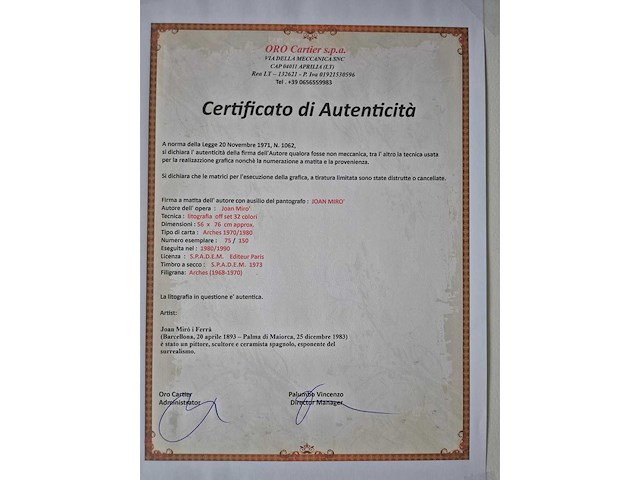 ORO Cartier s.p.a.
VIA DELLA MECCANICA SNC
CAP 04011 APRILIA (LT)
Rea LT – 132621 - P. Iva 01921530596
Tel . +39 0656559983
Certificato di Autenticità
A norma della Legge 20 Novembre 1971, N. 1062,
si dichiara l' autenticità della firma dell'Autore qualora fosse non meccanica, tra l' altro la tecnica usata
per la realizazzione grafica nonchè la numerazione a matita e la provenienza.
Si dichiara che le matrici per l'esecuzione della grafica, a tiratura limitata sono state distrutte o cancellate.
Firma a matita dell' autore con ausilio del pantografo : JOAN MIRO'
Autore dell' opera : Joan Miro'
Tecnica : litografia off set 32 colori
Dimensioni : 56 x 76 cm approx.
Tipo di carta : Arches 1970/1980
Numero esemplare : 75 / 150
Eseguita nel : 1980/1990
Licenza : S.P.A.D.E.M. Editeur Paris
Timbro a secco : S.P.A.D.E.M. 1973
Filigrana: Arches (1968-1970)
La litografia in questione e' autentica.
Artist:
Joan Miró i Ferrà
(Barcellona, 20 aprile 1893 – Palma di Maiorca, 25 dicembre 1983)
è stato un pittore, scultore e ceramista spagnolo, esponente del
surrealismo.
Oro Cartier Palumbo Vincenzo
Administrator Director Manager